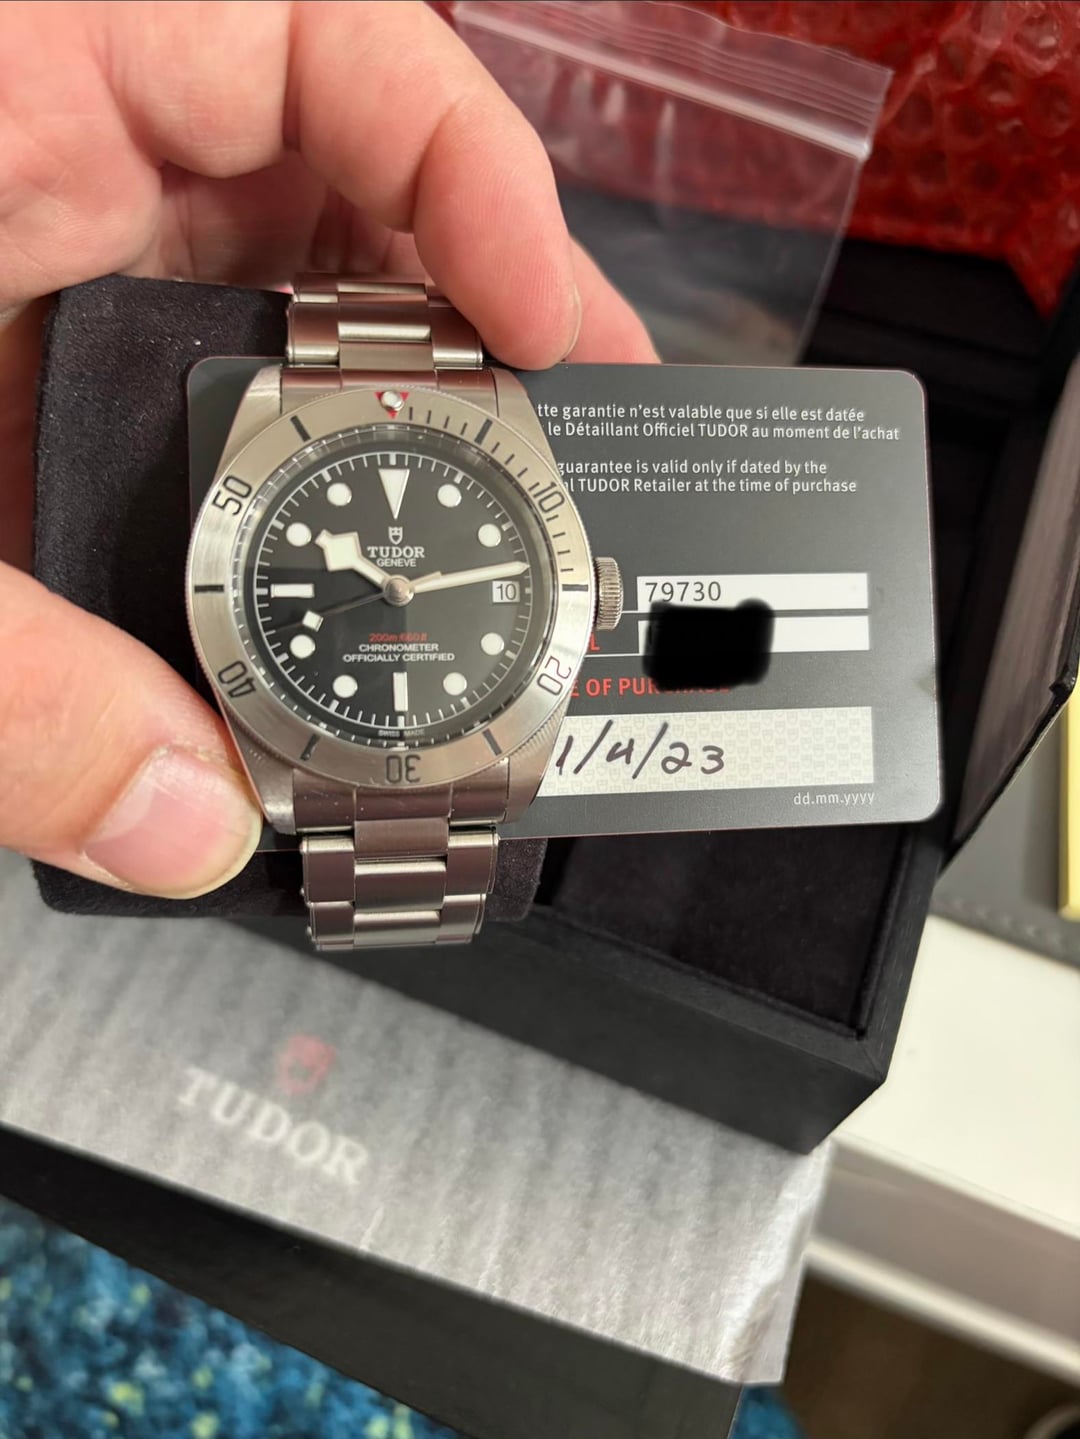 tte garantie n'est valable que si elle est datée
le Détaillant Officiel TUDOR au moment de l'achat
guarantee is valid only if dated by the
al TUDOR Retailer at the time of purchase
50
10
20
30
40
TUDOR
GENEVE
10
200m:660ft
CHRONOMETER
OFFICIALLY CERTIFIED
SWISS MADE
79730
L
E OF PURCHASE
1/4/23
dd.mm.yyyy
TUDOR